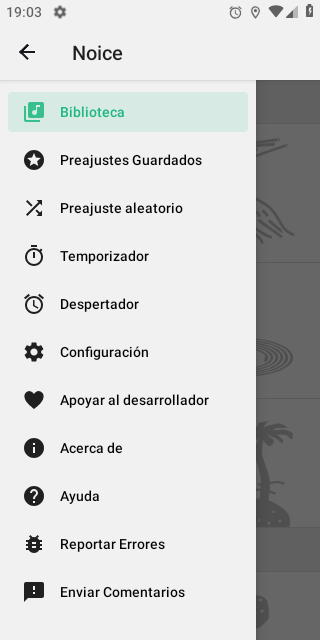 19:03
Noice
Biblioteca
Preajustes Guardados
Preajuste aleatorio
Temporizador
Despertador
Configuración
Apoyar al desarrollador
Acerca de
Ayuda
Reportar Errores
Enviar Comentarios